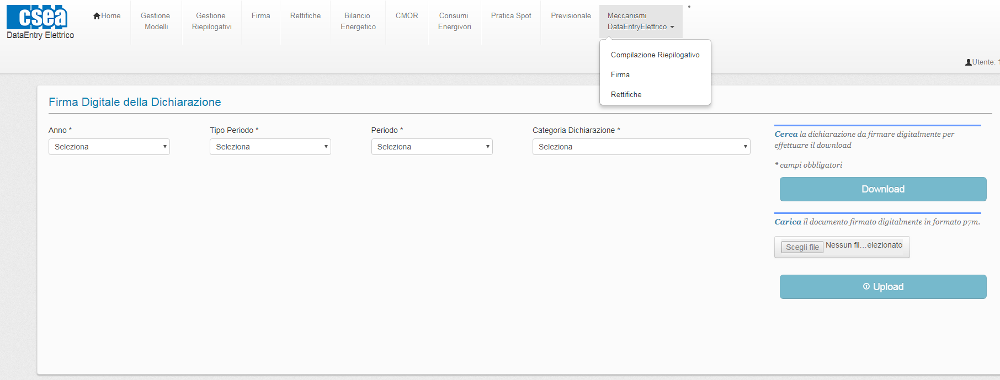 csea
DataEntry Elettrico
Home
Gestione
Modelli
Gestione
Riepilogativi
Firma
Rettifiche
Bilancio
Energetico
CMOR
Consumi
Energivori
Pratica Spot
Previsionale
Meccanismi
DataEntryElettrico
Compilazione Riepilogativo
Firma
Rettifiche
Utente: 1
Firma Digitale della Dichiarazione
Anno *
Tipo Periodo *
Periodo *
Categoria Dichiarazione *
Seleziona
Seleziona
Seleziona
Seleziona
Cerca la dichiarazione da firmare digitalmente per
effettuare il download
* campi obbligatori
Download
Carica il documento firmato digitalmente in formato p7m.
Scegli file Nessun fil...elezionato
Upload